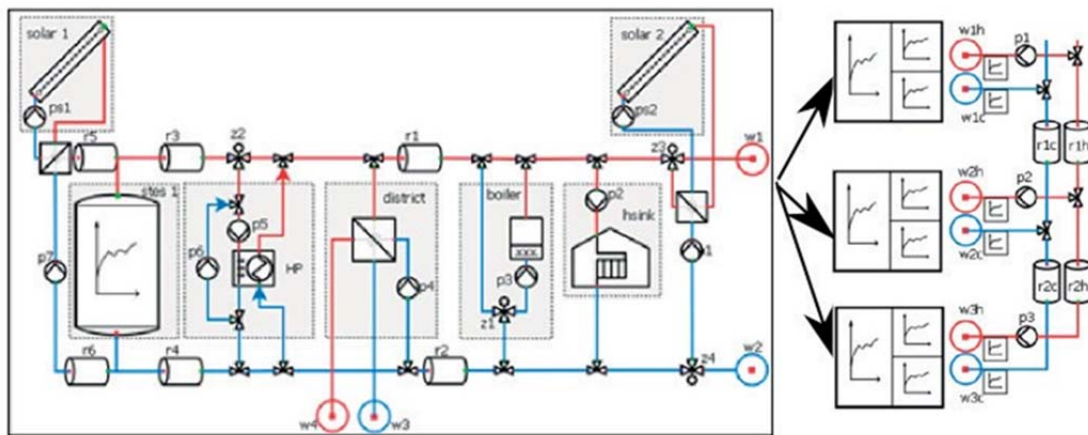 solar 1
solar 2
ps1
ps2
r5
r3
z2
r1
z3
w1
stes 1
district
boiler
hsink
p5
p6
HP
p2
p7
p4
xxx
p3
z1
r6
r4
r2
z4
w2
w4
w3
w1h
p1
w1c
r1c
r1h
w2h
p2
w2c
r2c
r2h
w3h
p3
w3c